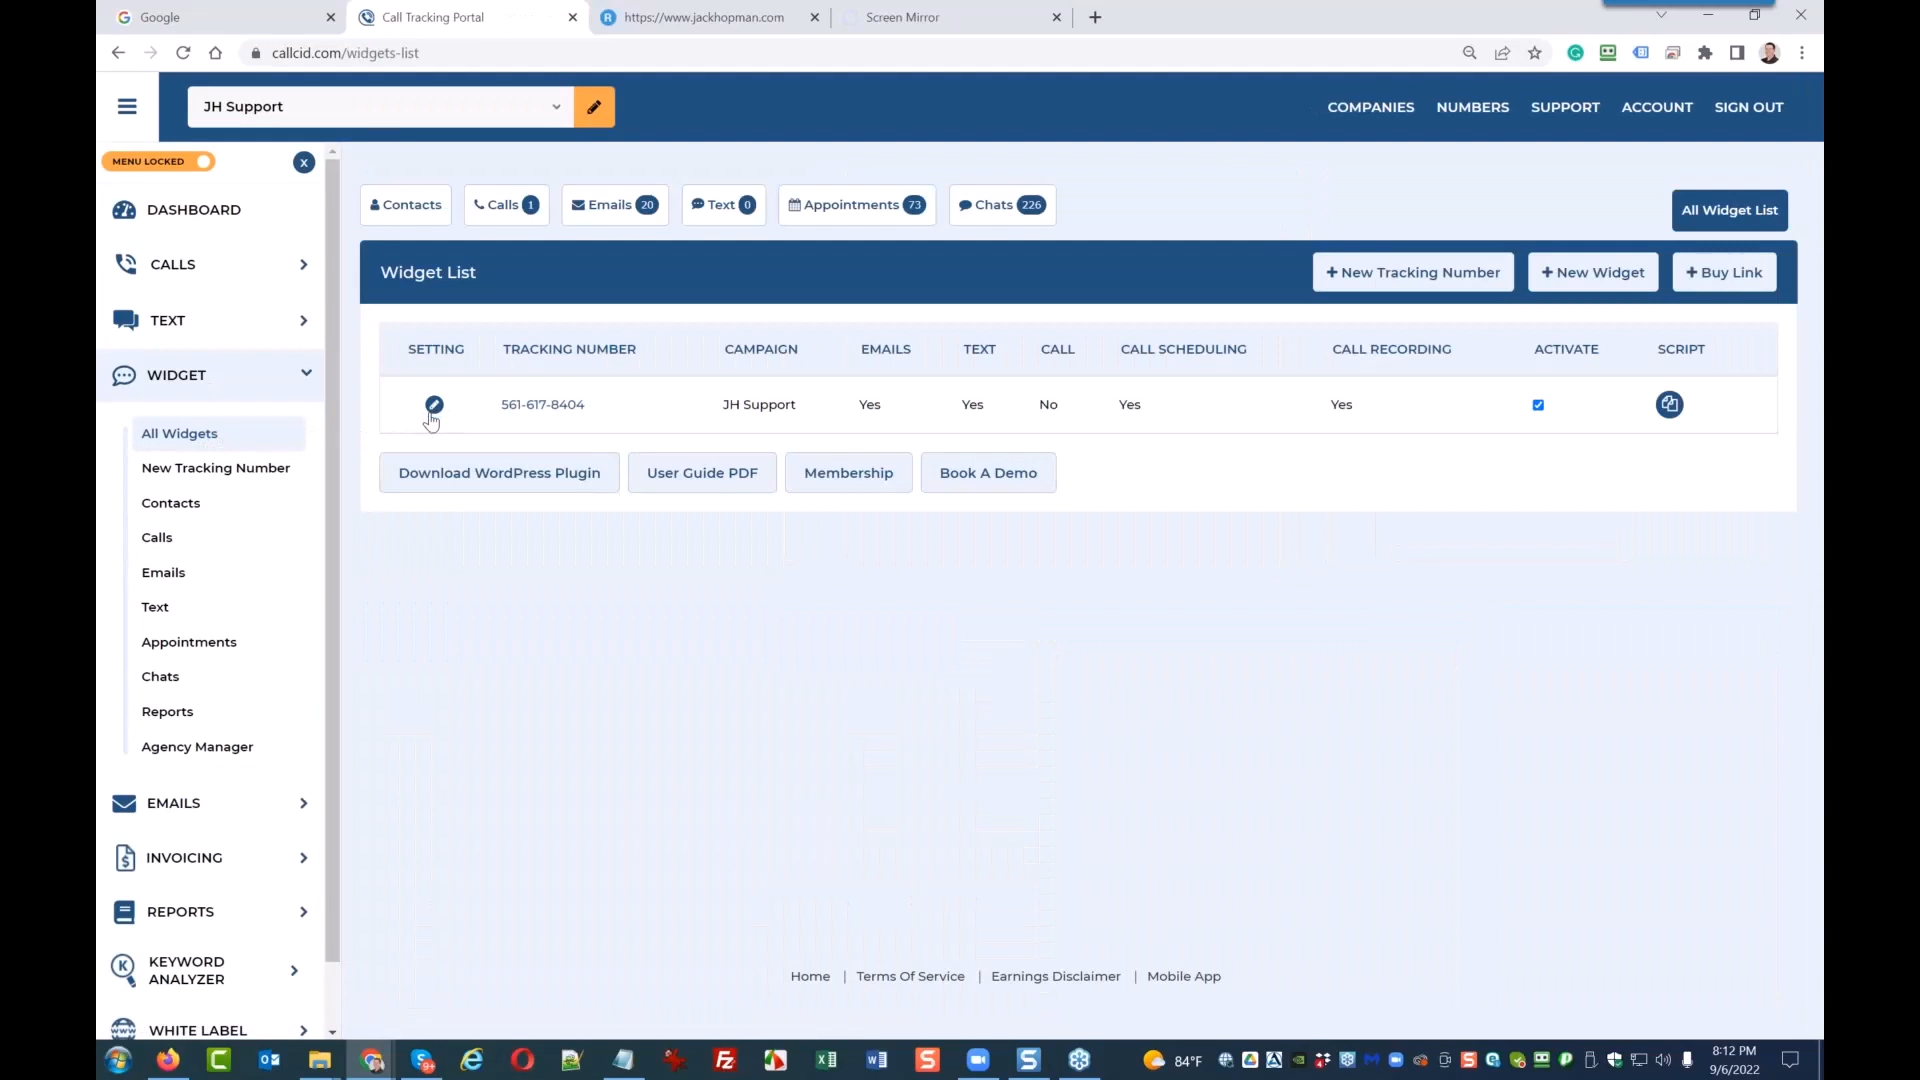 Google
Call Tracking Portal
https://www.jackhopman.com
Screen Mirror
callcid.com/widgets-list
JH Support
COMPANIES NUMBERS SUPPORT ACCOUNT SIGN OUT
MENU LOCKED
X
DASHBOARD
CALLS
TEXT
WIDGET
All Widgets
New Tracking Number
Contacts
Calls
Emails
Text
Appointments
Chats
Reports
Agency Manager
EMAILS
INVOICING
REPORTS
KEYWORD
ANALYZER
WHITE LABEL
Contacts Calls 1 Emails 20 Text 0 Appointments 73 Chats 226
All Widget List
Widget List
+ New Tracking Number + New Widget + Buy Link
SETTING TRACKING NUMBER CAMPAIGN EMAILS TEXT CALL CALL SCHEDULING CALL RECORDING ACTIVATE SCRIPT
561-617-8404 JH Support Yes Yes No Yes Yes
Download WordPress Plugin User Guide PDF Membership Book A Demo
Home | Terms Of Service | Earnings Disclaimer | Mobile App
84°F
8:12 PM
9/6/2022